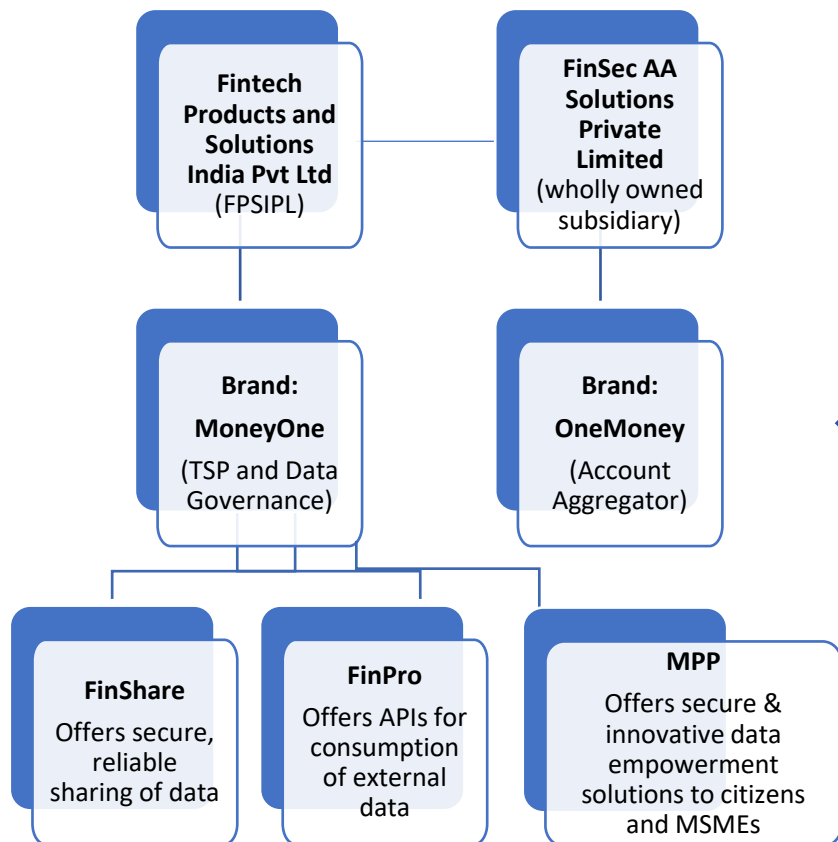 Fintech
Products and
Solutions
India Pvt Ltd
(FPSIPL)
FinSec AA
Solutions
Private
Limited
(wholly owned
subsidiary)
Brand:
MoneyOne
(TSP and Data
Governance)
Brand:
OneMoney
(Account
Aggregator)
FinShare
Offers secure,
reliable
sharing of data
FinPro
Offers APIs for
consumption
of external
data
MPP
Offers secure &
innovative data
empowerment
solutions to citizens
and MSMEs